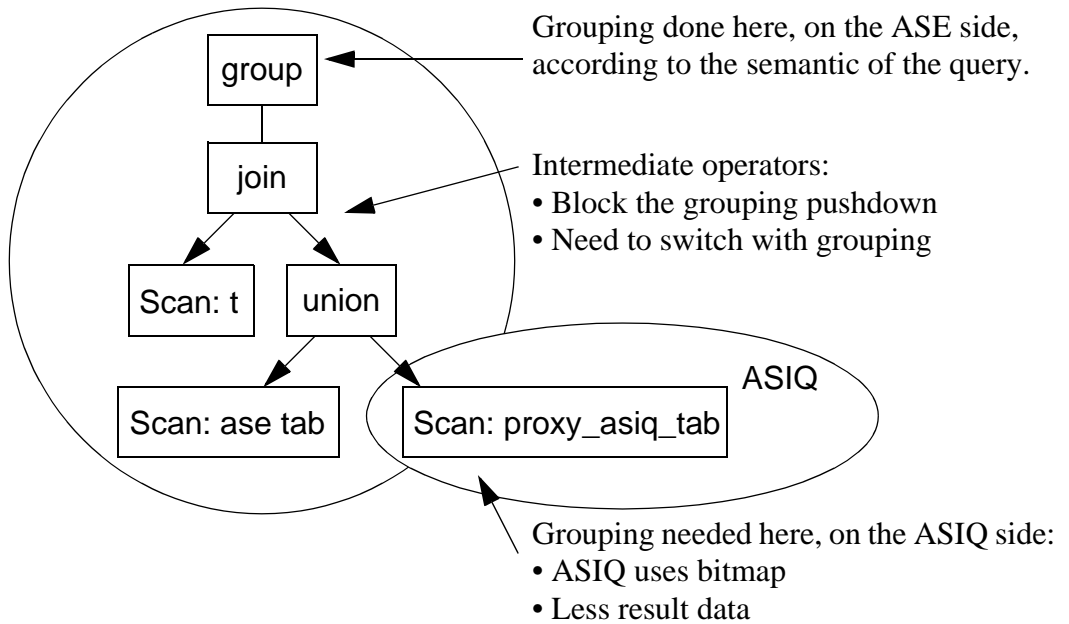 Grouping done here, on the ASE side,
according to the semantic of the query.
group
join
Intermediate operators:
• Block the grouping pushdown
• Need to switch with grouping
Scan: t
union
ASIQ
Scan: ase tab
Scan: proxy_asiq_tab
Grouping needed here, on the ASIQ side:
• ASIQ uses bitmap
• Less result data